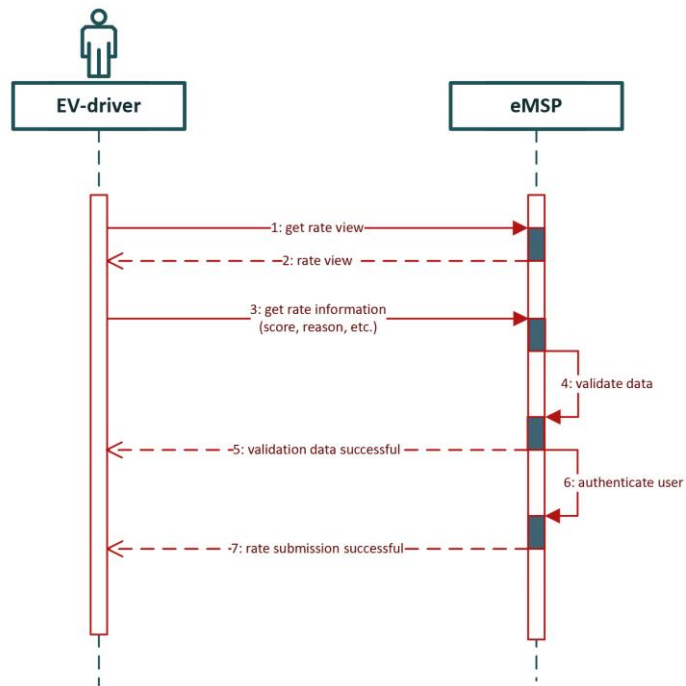 EV-driver
eMSP
1: get rate view
2: rate view
3: get rate information
(score, reason, etc.)
4: validate data
5: validation data successful
6: authenticate user
7: rate submission successful